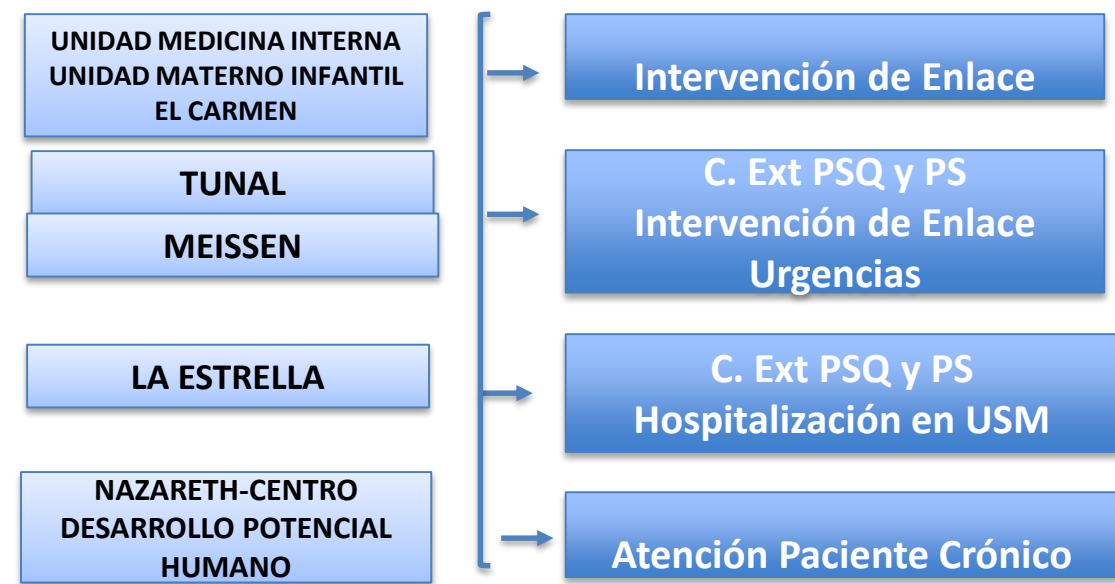 UNIDAD MEDICINA INTERNA
UNIDAD MATERNO INFANTIL
EL CARMEN
Intervención de Enlace
TUNAL
MEISSEN
C. Ext PSQ y PS
Intervención de Enlace
Urgencias
LA ESTRELLA
C. Ext PSQ y PS
Hospitalización en USM
NAZARETH-CENTRO
DESARROLLO POTENCIAL
HUMANO
Atención Paciente Crónico